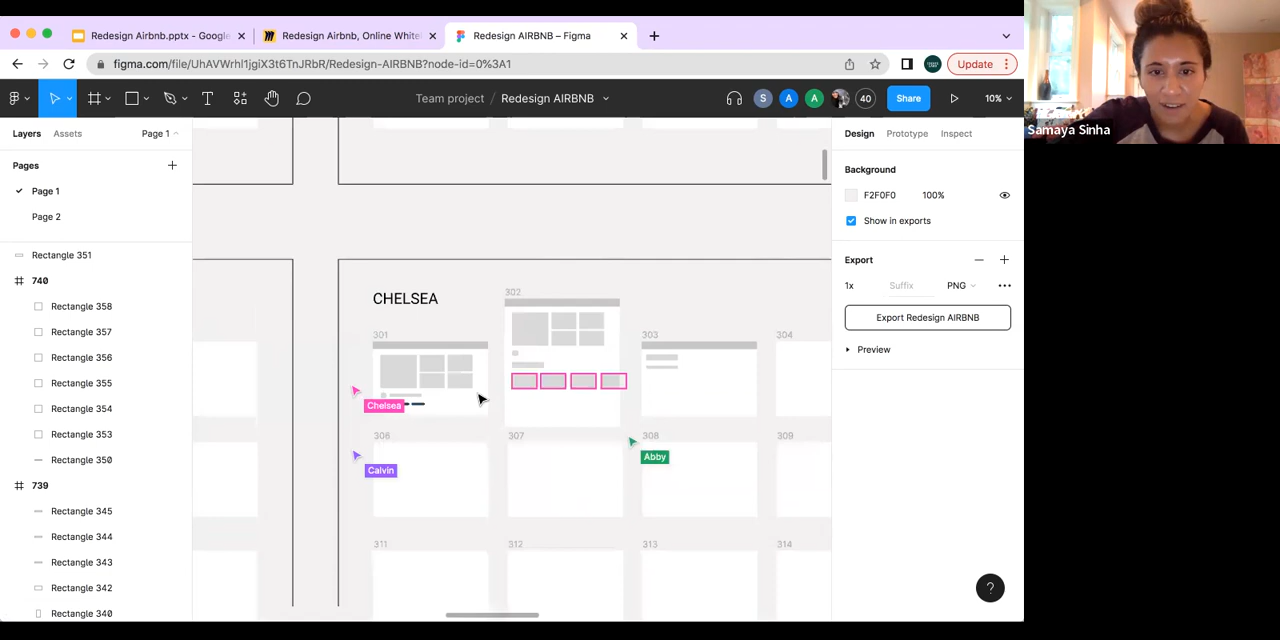 Redesign Airbnb.pptx - Google
Redesign Airbnb, Online White
Redesign AIRBNB – Figma
figma.com/file/UhAVWrhl1jgiX3t6TnJRbR/Redesign-AIRBNB?node-id=0%3A1
Update
Team project / Redesign AIRBNB
S A A 40 Share 10%
Samaya Sinha
Layers Assets Page 1
Pages
Page 1
Page 2
Rectangle 351
740
Rectangle 358
Rectangle 357
Rectangle 356
Rectangle 355
Rectangle 354
Rectangle 353
Rectangle 350
739
Rectangle 345
Rectangle 344
Rectangle 343
Rectangle 342
Rectangle 340
CHELSEA
301
302
303
304
Chelsea
306
307
308
309
Calvin
Abby
311
312
313
314
Design Prototype Inspect
Background
F2F0F0 100%
Show in exports
Export
1x Suffix PNG
Export Redesign AIRBNB
Preview
?